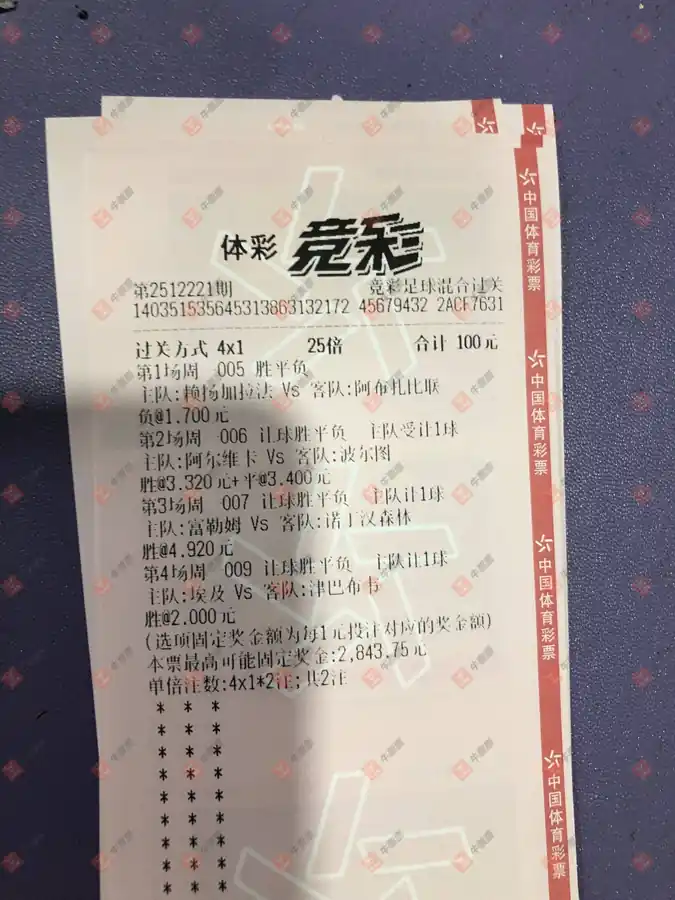 体彩 竞彩
第2512221期 竞彩足球混合过关
140351535645313863132172 45679432 2ACF7631
过关方式 4x1 25倍 合计 100元
第1场周 005 胜平负
主队:赖扬加拉法 Vs 客队:阿布扎比联
负@1.700元
第2场周 006 让球胜平负 主队受让1球
主队:阿尔维卡 Vs 客队:波尔图
胜@3.320元+平@3.400元
第3场周 007 让球胜平负 主队让1球
主队:富勒姆 Vs 客队:诺丁汉森林
胜@4.920元
第4场周 009 让球胜平负 主队让1球
主队:埃及 Vs 客队:津巴布韦
胜@2.000元
(选项固定奖金额为每1元投注对应的奖金额)
本票最高可能固定奖金:2,843.75元
单倍注数:4x1*2注;共2注
* * *
* * *
* * *
* * *
* * *
* * *
* * *
* * *
* * *
中国体育彩票
中国体育彩票
中国体育彩票
中国体育彩票